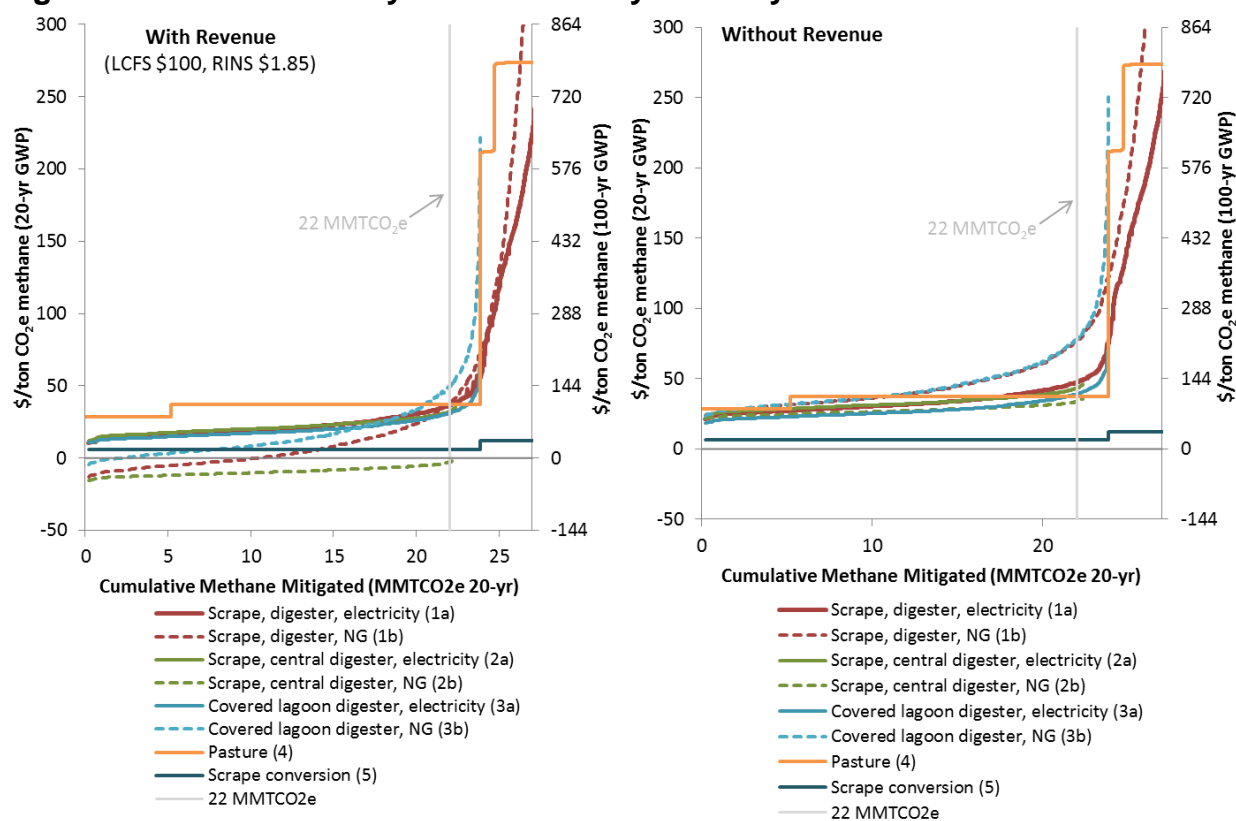 With Revenue
(LCFS $100, RINS $1.85)
$/ton CO₂e methane (20-yr GWP)
300
250
200
150
100
50
0
-50
864
720
576
432
288
144
0
-144
$/ton CO₂e methane (100-yr GWP)
22 MMTCO₂e
0 5 10 15 20 25
Cumulative Methane Mitigated (MMTCO2e 20-yr)
Scrape, digester, electricity (1a)
Scrape, digester, NG (1b)
Scrape, central digester, electricity (2a)
Scrape, central digester, NG (2b)
Covered lagoon digester, electricity (3a)
Covered lagoon digester, NG (3b)
Pasture (4)
Scrape conversion (5)
22 MMTCO2e
Without Revenue
$/ton CO₂e methane (20-yr GWP)
300
250
200
150
100
50
0
-50
864
720
576
432
288
144
0
-144
$/ton CO₂e methane (100-yr GWP)
22 MMTCO₂e
0 10 20
Cumulative Methane Mitigated (MMTCO2e 20-yr)
Scrape, digester, electricity (1a)
Scrape, digester, NG (1b)
Scrape, central digester, electricity (2a)
Scrape, central digester, NG (2b)
Covered lagoon digester, electricity (3a)
Covered lagoon digester, NG (3b)
Pasture (4)
Scrape conversion (5)
22 MMTCO2e